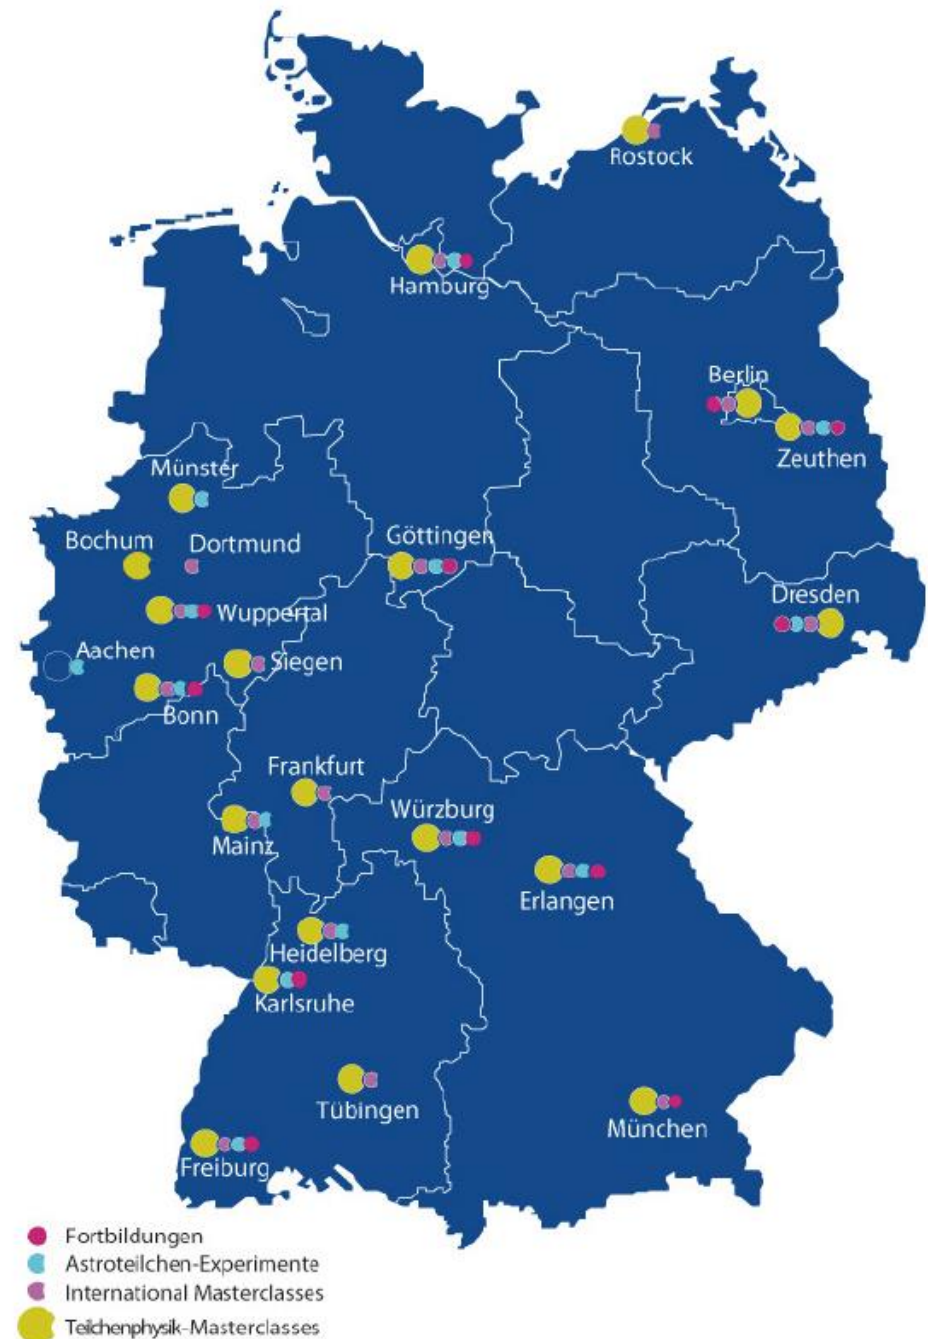 Rostock
Hamburg
Berlin
Zeuthen
Münster
Bochum
Dortmund
Göttingen
Dresden
Wuppertal
Aachen
Siegen
Bonn
Frankfurt
Würzburg
Mainz
Erlangen
Heidelberg
Karlsruhe
Tübingen
München
Freiburg
Fortbildungen
Astroteilchen-Experimente
International Masterclasses
Teilchenphysik-Masterclasses